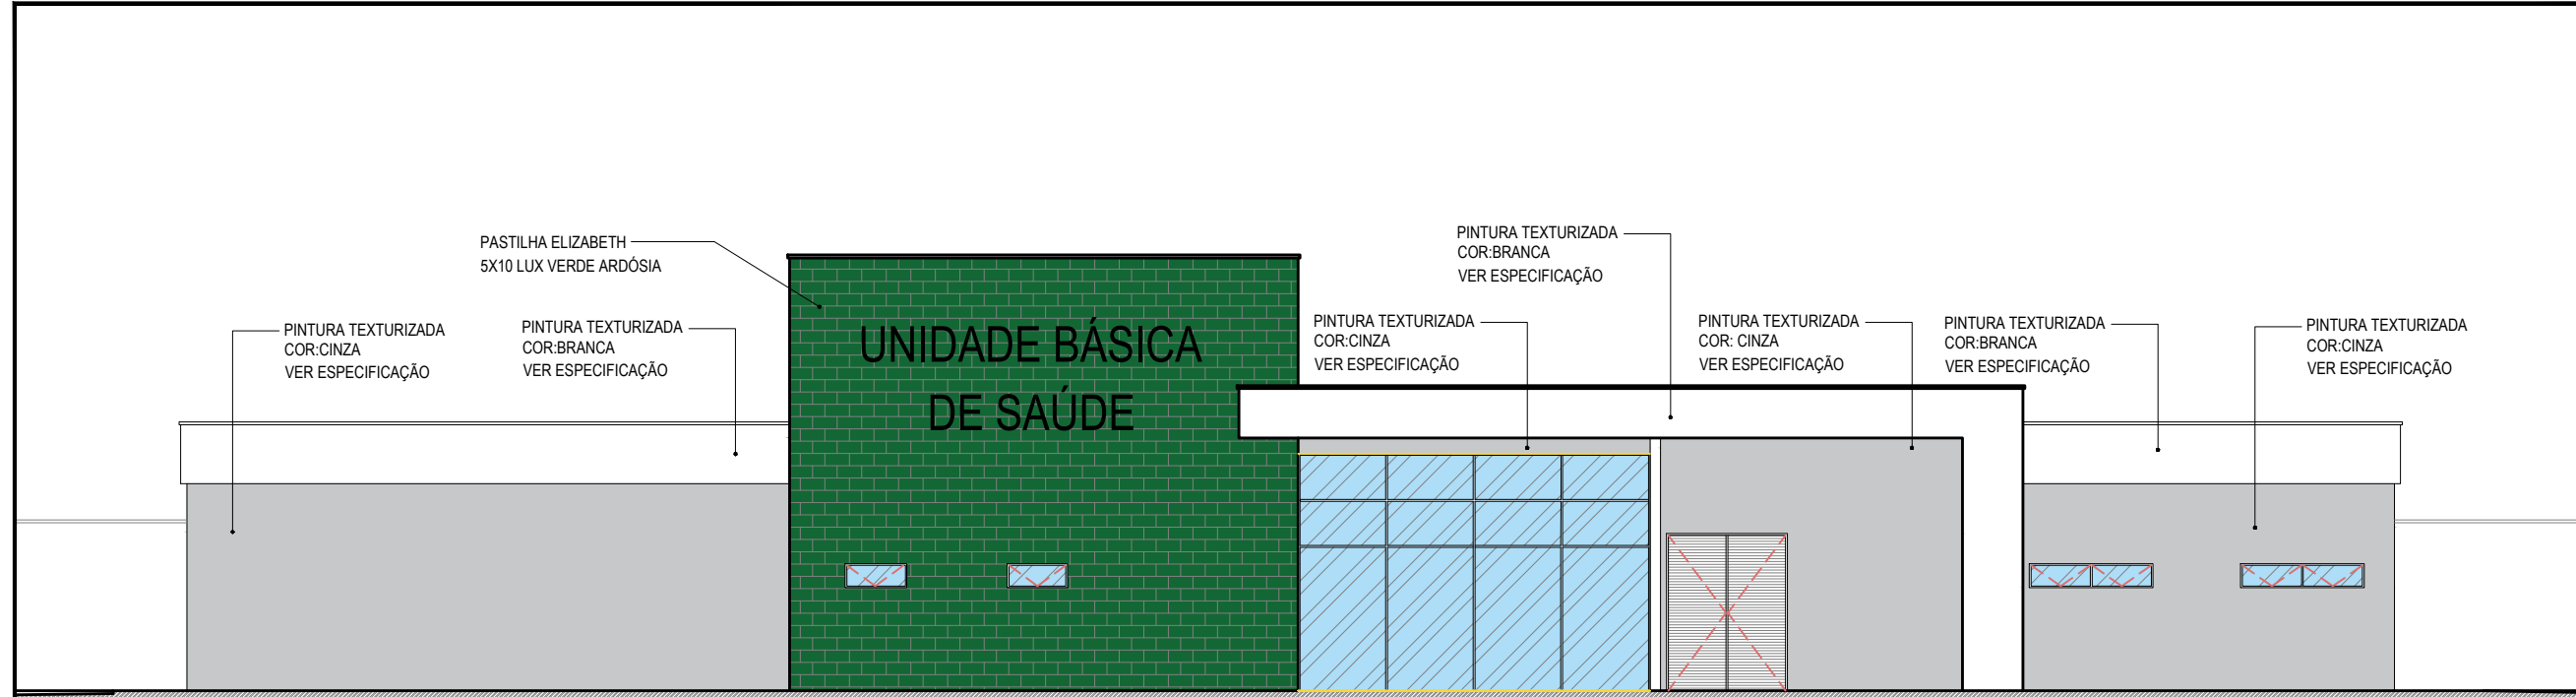 PASTILHA ELIZABETH
5X10 LUX VERDE ARDÓSIA
PINTURA TEXTURIZADA
COR:BRANCA
VER ESPECIFICAÇÃO
PINTURA TEXTURIZADA
COR:CINZA
VER ESPECIFICAÇÃO
PINTURA TEXTURIZADA
COR:BRANCA
VER ESPECIFICAÇÃO
UNIDADE BÁSICA
DE SAÚDE
PINTURA TEXTURIZADA
COR:CINZA
VER ESPECIFICAÇÃO
PINTURA TEXTURIZADA
COR: CINZA
VER ESPECIFICAÇÃO
PINTURA TEXTURIZADA
COR:BRANCA
VER ESPECIFICAÇÃO
PINTURA TEXTURIZADA
COR:CINZA
VER ESPECIFICAÇÃO